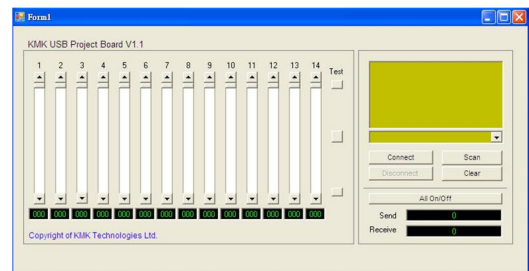 Form1
KMK USB Project Board V1.1
1 2 3 4 5 6 7 8 9 10 11 12 13 14 Test
000 000 000 000 000 000 000 000 000 000 000 000 000 000
Copyright of KMK Technologies Ltd.
Connect Scan
Disconnect Clear
All On/Off
Send 0
Receive 0